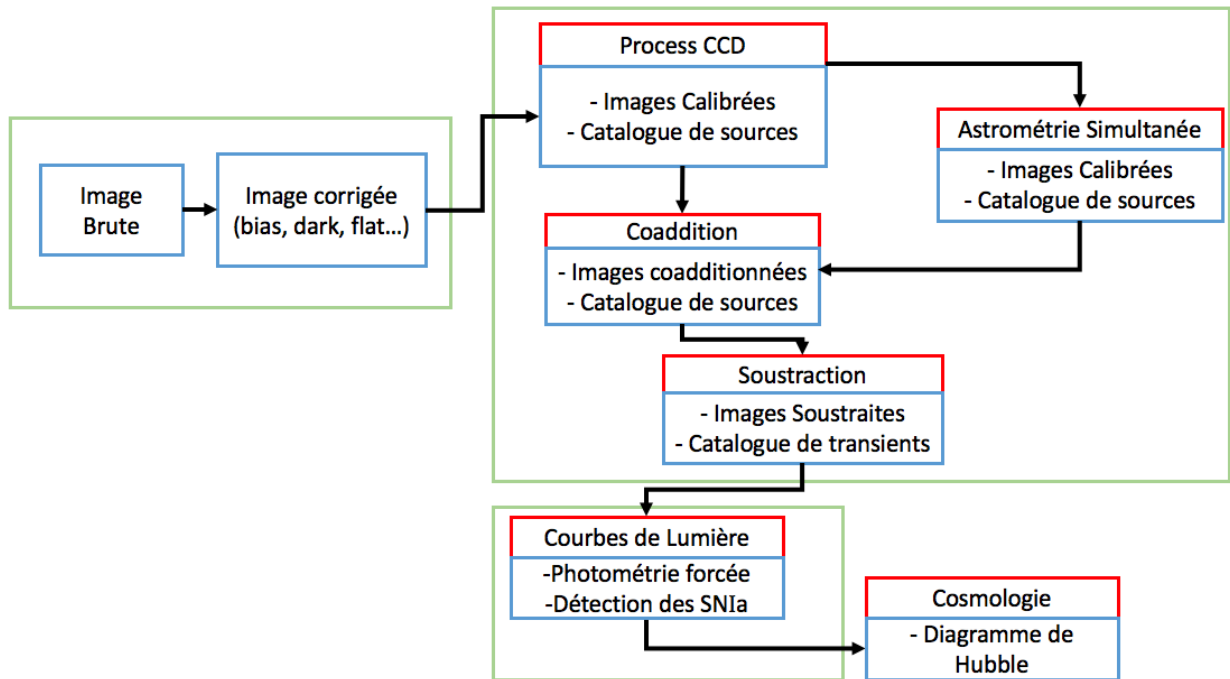 Image
Brute
Image corrigée
(bias, dark, flat...)
Process CCD
- Images Calibrées
- Catalogue de sources
Astrométrie Simultanée
- Images Calibrées
- Catalogue de sources
Coaddition
- Images coadditionnées
- Catalogue de sources
Soustraction
- Images Soustraites
- Catalogue de transients
Courbes de Lumière
-Photométrie forcée
-Détection des SNIa
Cosmologie
- Diagramme de
Hubble